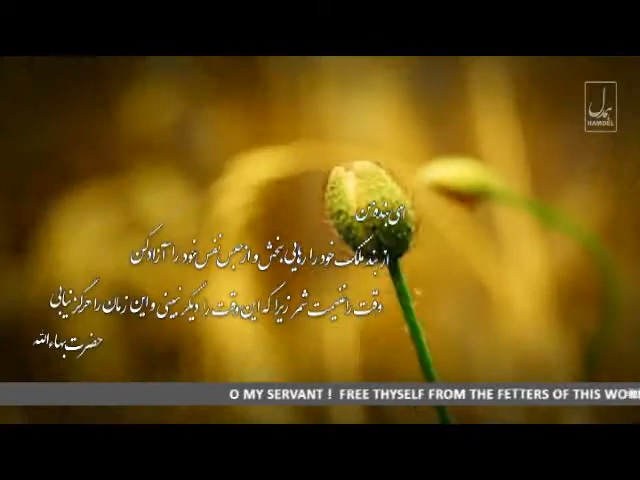 همدل
HAMDEL
ای بنده من
از بند ملک خود را رهایی بخش و از حبس نفس خود را آزاد کن
وقت را غنیمت شمر زیرا که این وقت را دیگر نبینی و این زمان را هرگز نیابی
حضرت بهاءالله
O MY SERVANT ! FREE THYSELF FROM THE FETTERS OF THIS WOR